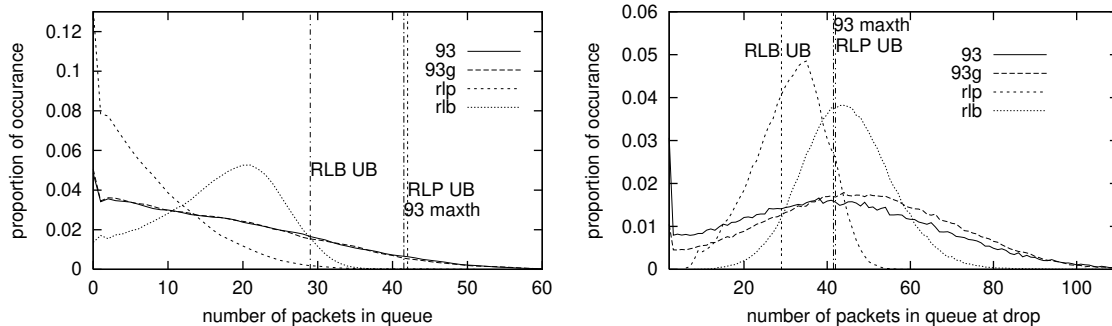 proportion of occurance
0.12
0.1
0.08
0.06
0.04
0.02
0
0 10 20 30 40 50 60
number of packets in queue
93
93g
rlp
rlb
RLB UB
RLP UB
93 maxth
proportion of occurance
0.06
0.05
0.04
0.03
0.02
0.01
0
20 40 60 80 100
number of packets in queue at drop
93 maxth
RLB UB
RLP UB
93
93g
rlp
rlb